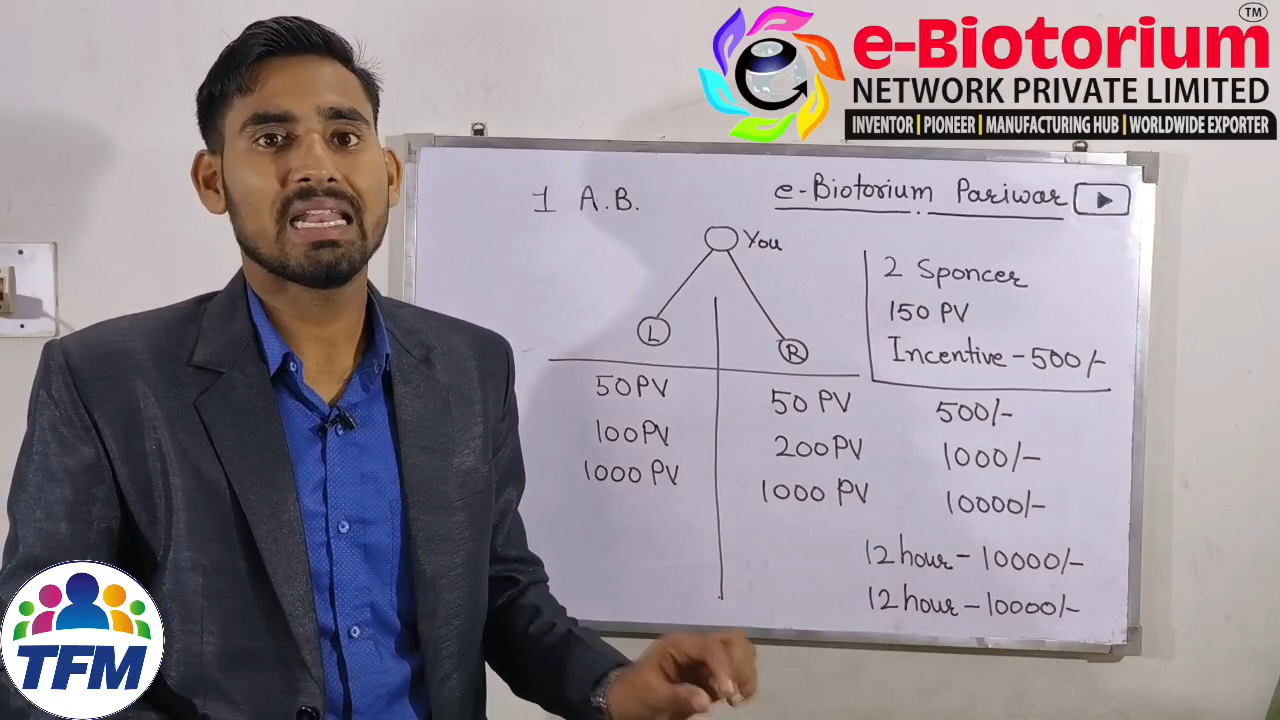 TM
e-Biotorium
NETWORK PRIVATE LIMITED
INVENTOR | PIONEER | MANUFACTURING HUB | WORLDWIDE EXPORTER
1 A.B.
e-Biotorium Pariwar
You
L
R
2 Sponcer
150 PV
Incentive - 500/-
50PV
50 PV
500/-
100PV
200PV
1000/-
1000 PV
1000 PV
10000/-
12 hour - 10000/-
12 hour - 10000/-
TFM